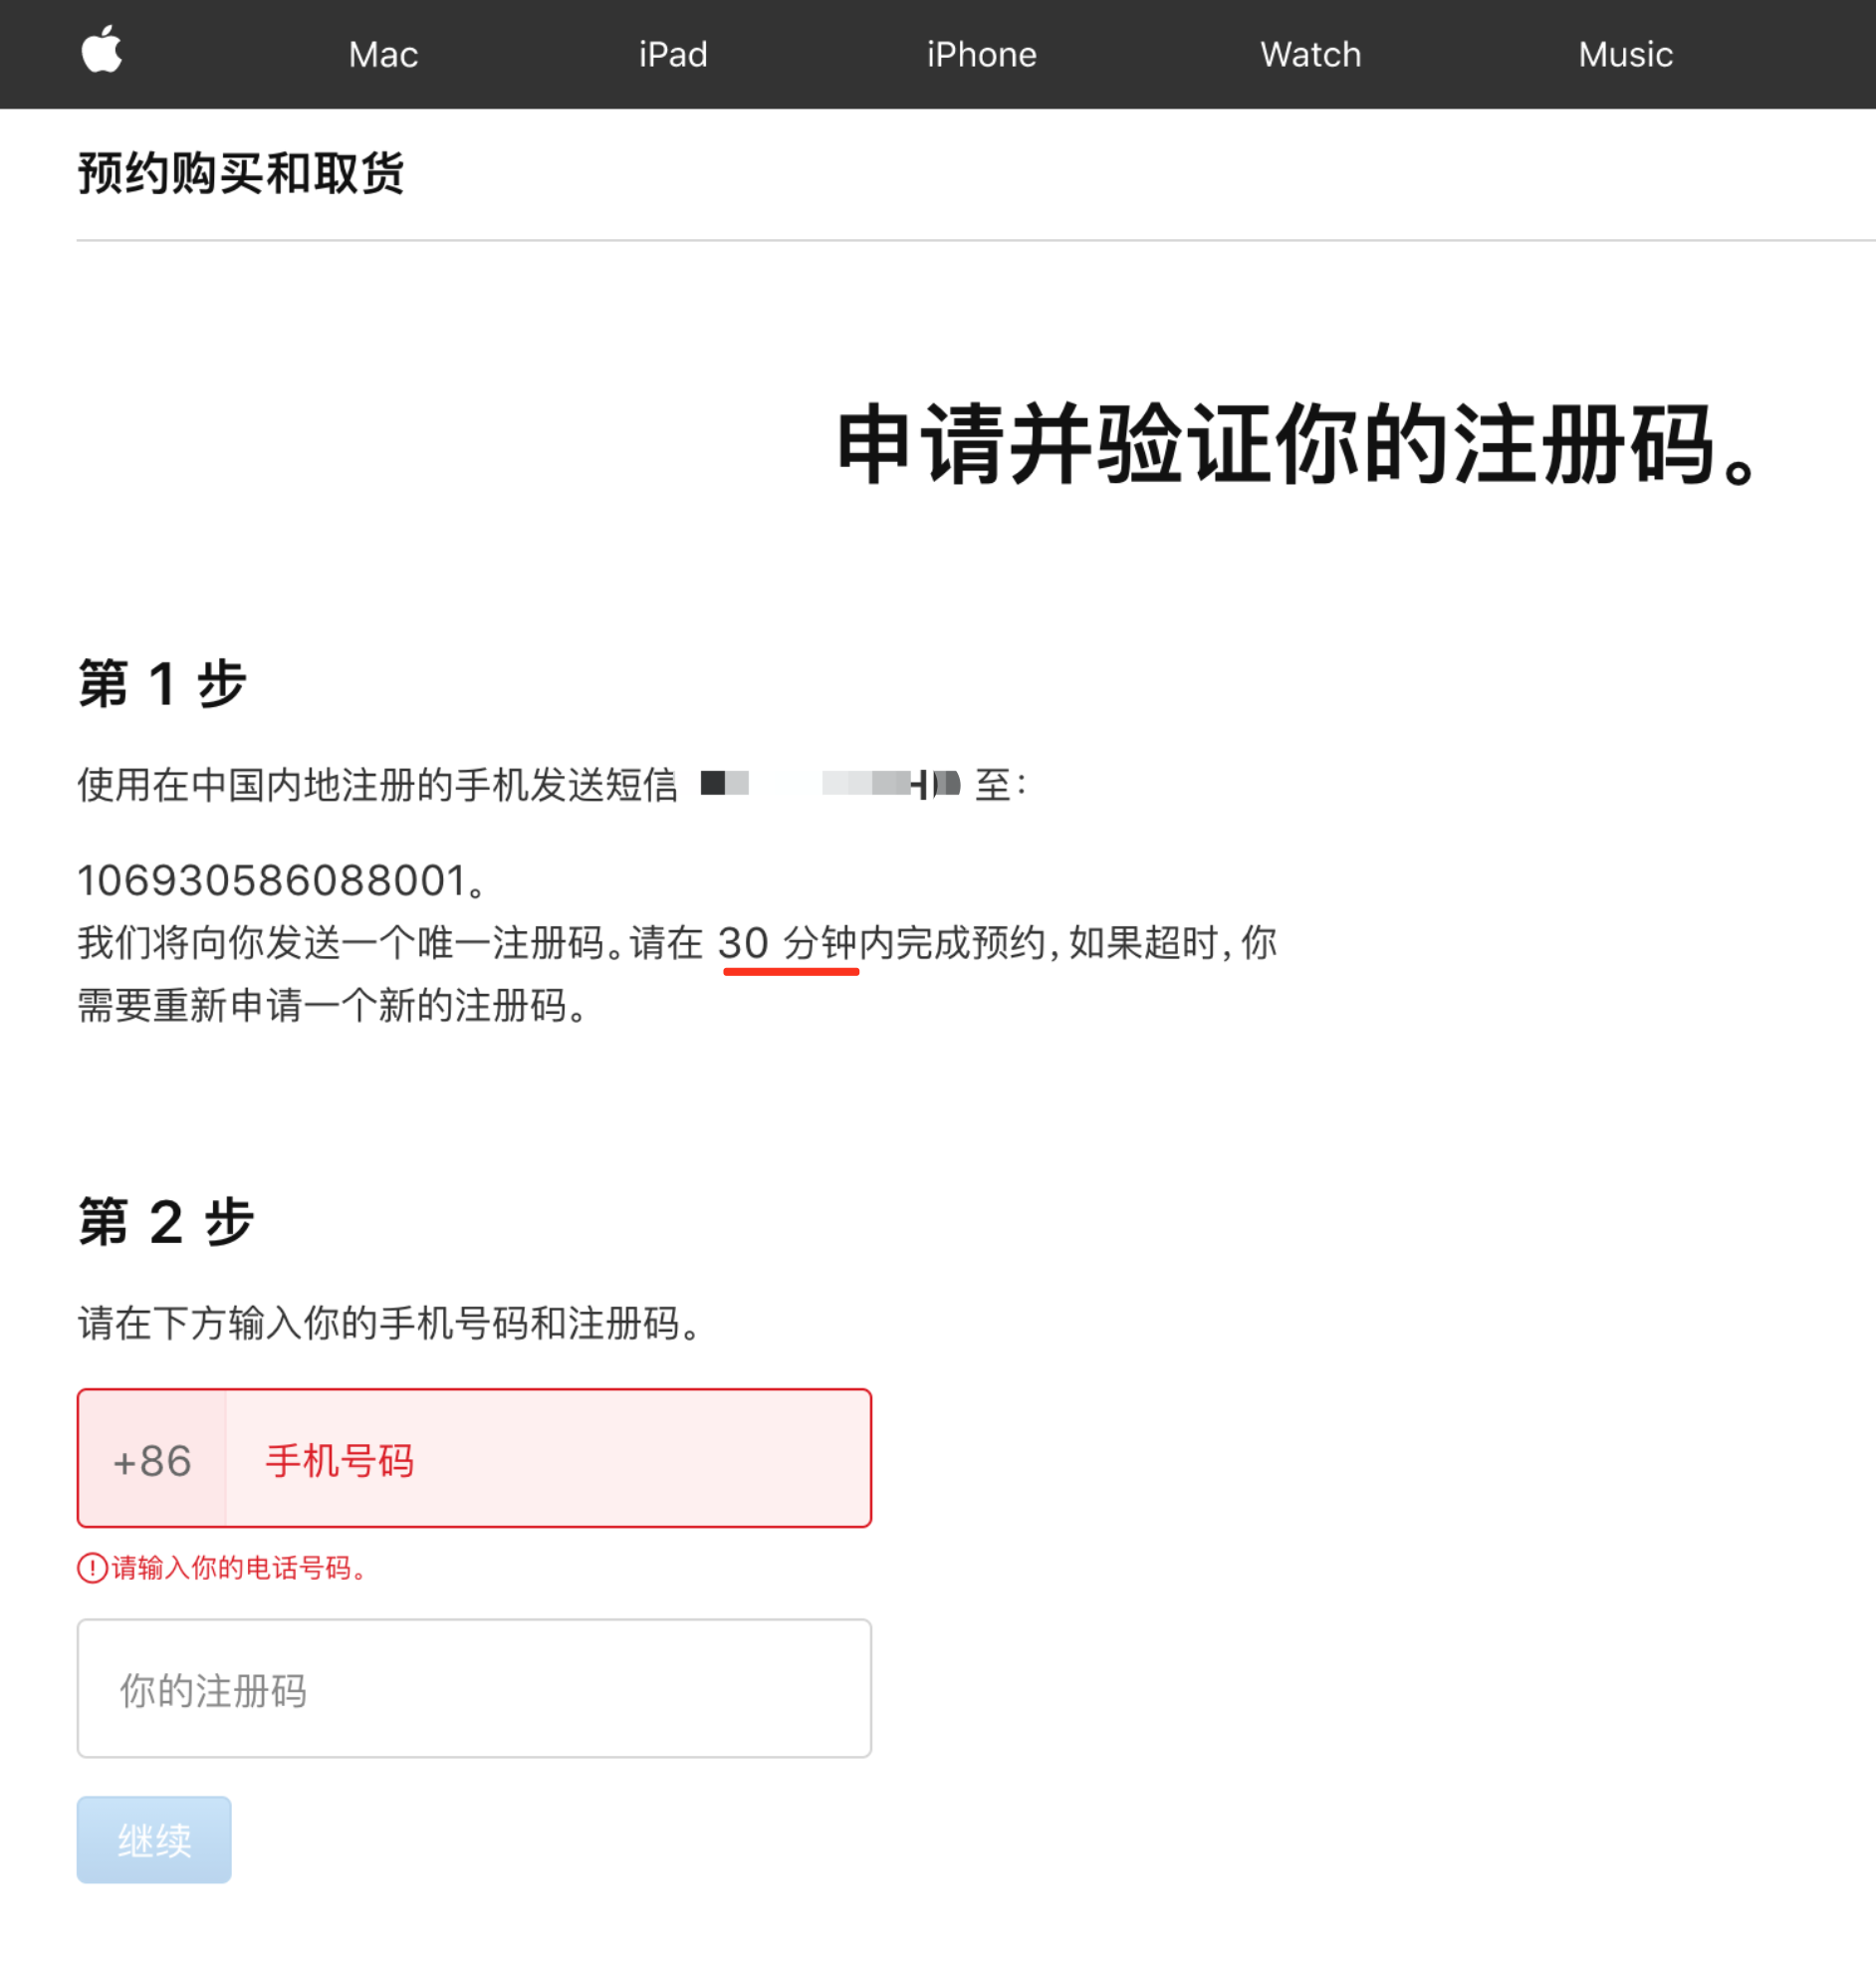 Mac iPad iPhone Watch Music
预约购买和取货
申请并验证你的注册码。
第 1 步
使用在中国内地注册的手机发送短信 至：
106930586088001。
我们将向你发送一个唯一注册码。请在 30 分钟内完成预约，如果超时，你
需要重新申请一个新的注册码。
第 2 步
请在下方输入你的手机号码和注册码。
+86 手机号码
请输入你的电话号码。
你的注册码
继续